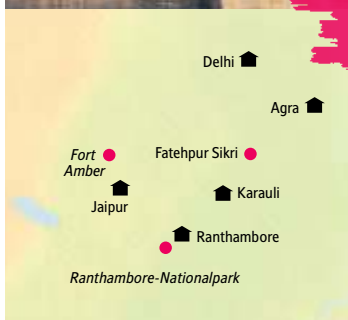 Delhi
Agra
Fort
Amber
Fatehpur Sikri
Jaipur
Karauli
Ranthambore
Ranthambore-Nationalpark